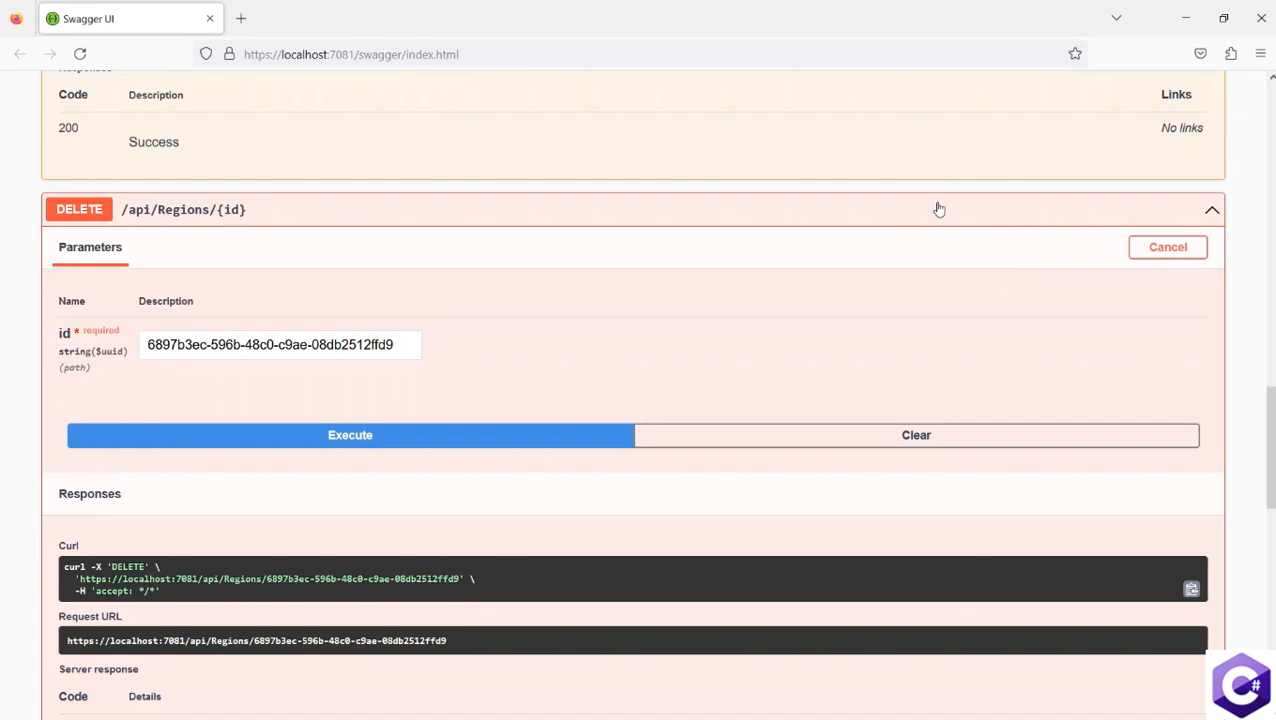 Swagger UI
https://localhost:7081/swagger/index.html
Responses
Code Description Links
200 Success No links
DELETE /api/Regions/{id}
Parameters Cancel
Name Description
id * required
string($uuid)
(path)
6897b3ec-596b-48c0-c9ae-08db2512ffd9
Execute Clear
Responses
Curl
curl -X 'DELETE' \
'https://localhost:7081/api/Regions/6897b3ec-596b-48c0-c9ae-08db2512ffd9' \
-H 'accept: */*'
Request URL
https://localhost:7081/api/Regions/6897b3ec-596b-48c0-c9ae-08db2512ffd9
Server response
Code Details
C#